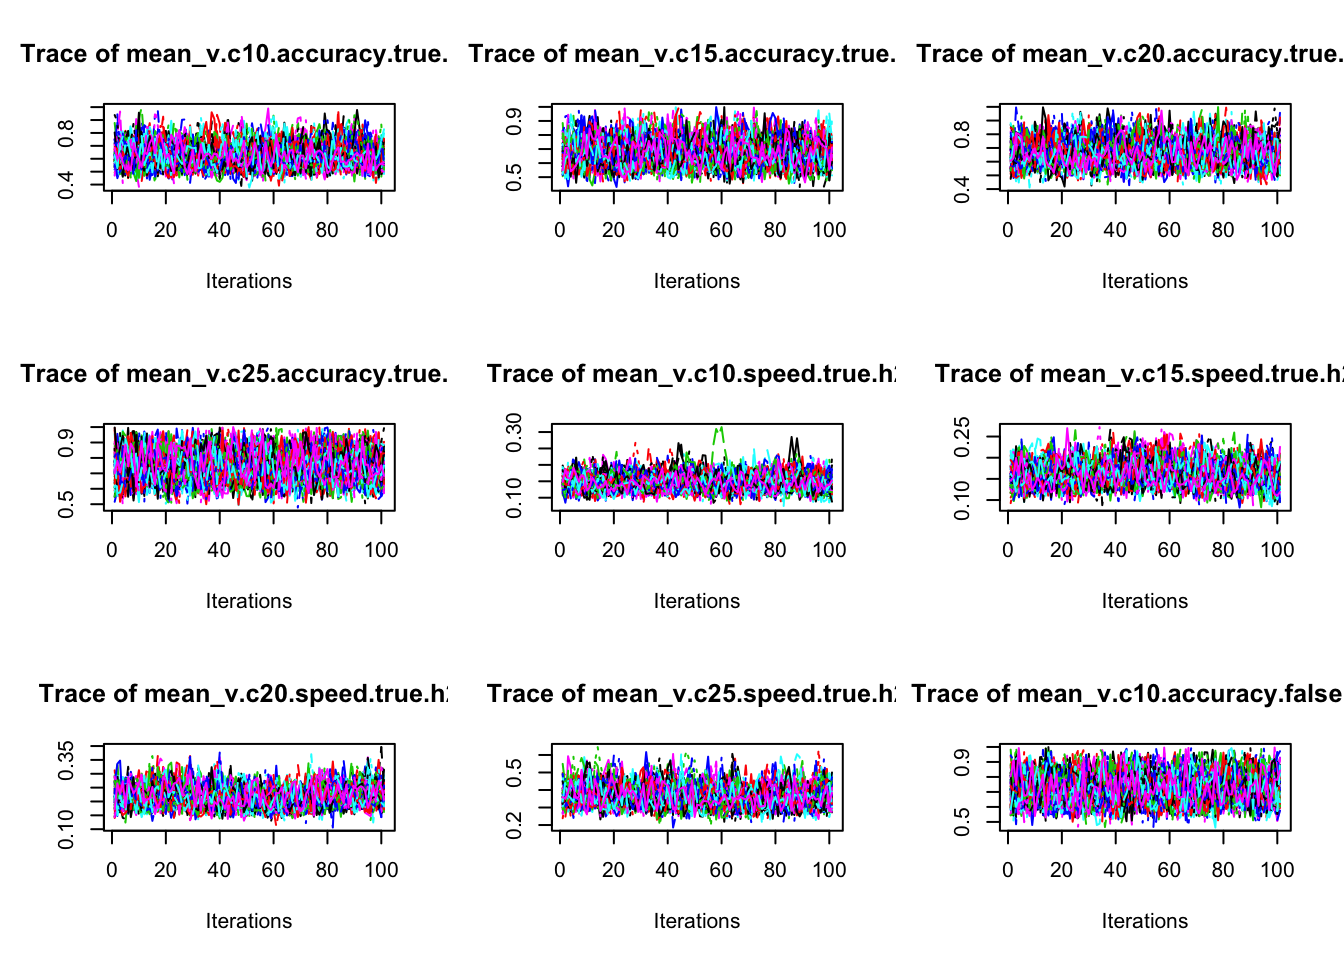 Trace of mean_v.c10.accuracy.true.
0.4 0.8
0 20 40 60 80 100
Iterations
Trace of mean_v.c15.accuracy.true.
0.5 0.9
0 20 40 60 80 100
Iterations
Trace of mean_v.c20.accuracy.true.
0.4 0.8
0 20 40 60 80 100
Iterations
Trace of mean_v.c25.accuracy.true.
0.5 0.9
0 20 40 60 80 100
Iterations
Trace of mean_v.c10.speed.true.h2
0.10 0.30
0 20 40 60 80 100
Iterations
Trace of mean_v.c15.speed.true.h2
0.10 0.25
0 20 40 60 80 100
Iterations
Trace of mean_v.c20.speed.true.h2
0.10 0.35
0 20 40 60 80 100
Iterations
Trace of mean_v.c25.speed.true.h2
0.2 0.5
0 20 40 60 80 100
Iterations
Trace of mean_v.c10.accuracy.false
0.5 0.9
0 20 40 60 80 100
Iterations